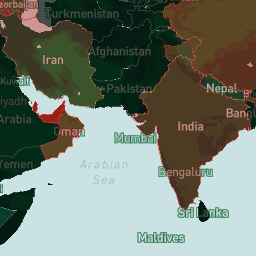 zerbaijan
Turkmenistan
Iran
Afghanistan
Kuwait
Pakistan
Nepal
Riyadh
Bang
Arabia
Oman
Mumbai
India
Yemen
Arabian
Sea
Bengaluru
Sri Lanka
Maldives